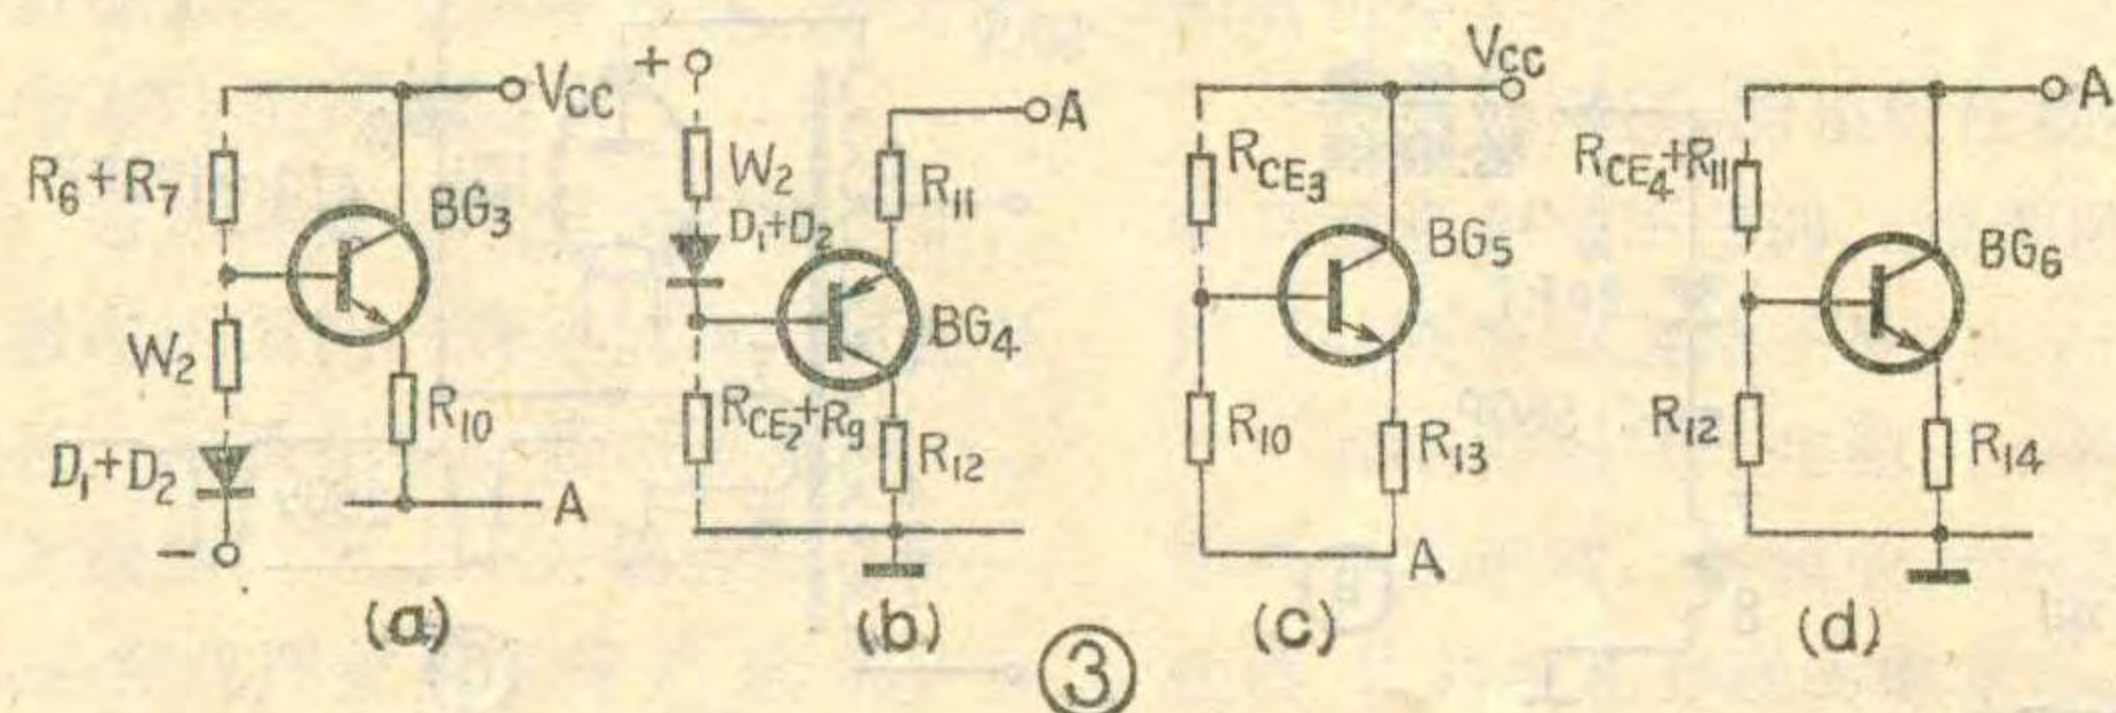 R₆+R₇
W₂
D₁+D₂
−
VCC
BG₃
R₁₀
A
(a)
+
W₂
D₁+D₂
RCE₂+R₉
A
R₁₁
BG₄
R₁₂
(b)
VCC
RCE₃
BG₅
R₁₀
R₁₃
A
(c)
A
RCE₄+R₁₁
BG₆
R₁₂
R₁₄
(d)
③